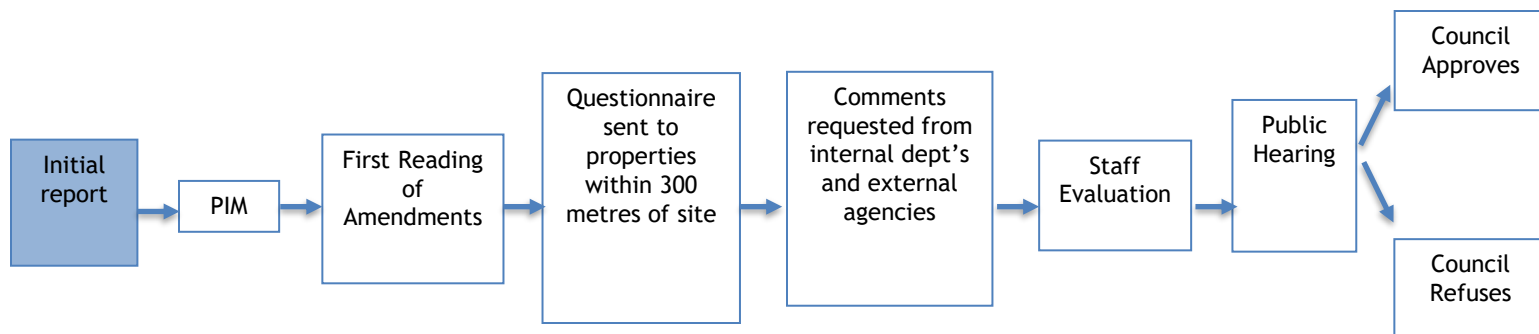 Initial
report
PIM
First Reading
of
Amendments
Questionnaire
sent to
properties
within 300
metres of site
Comments
requested from
internal dept’s
and external
agencies
Staff
Evaluation
Public
Hearing
Council
Approves
Council
Refuses